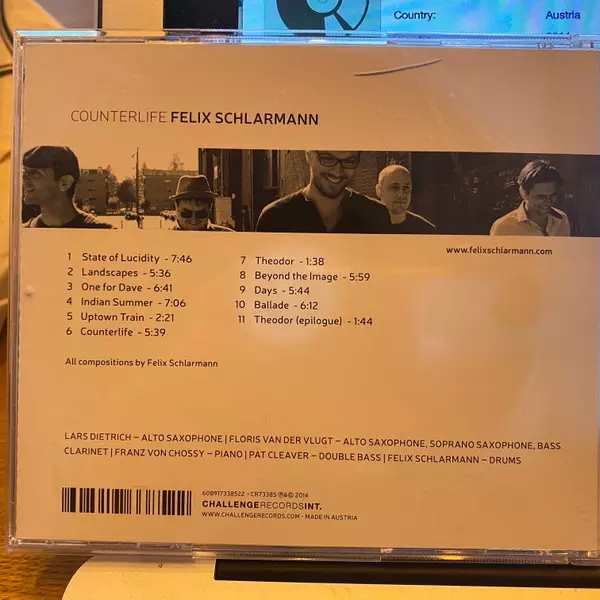 Country: Austria
COUNTERLIFE FELIX SCHLARMANN
www.felixschlarmann.com
1 State of Lucidity - 7:46
2 Landscapes - 5:36
3 One for Dave - 6:41
4 Indian Summer - 7:06
5 Uptown Train - 2:21
6 Counterlife - 5:39
7 Theodor - 1:38
8 Beyond the Image - 5:59
9 Days - 5:44
10 Ballade - 6:12
11 Theodor (epilogue) - 1:44
All compositions by Felix Schlarmann
LARS DIETRICH – ALTO SAXOPHONE | FLORIS VAN DER VLUGT – ALTO SAXOPHONE, SOPRANO SAXOPHONE, BASS
CLARINET | FRANZ VON CHOSSY – PIANO | PAT CLEAVER – DOUBLE BASS | FELIX SCHLARMANN – DRUMS
608917338522 - CR73385 ℗&© 2014
CHALLENGERECORDSINT.
WWW.CHALLENGERECORDS.COM - MADE IN AUSTRIA